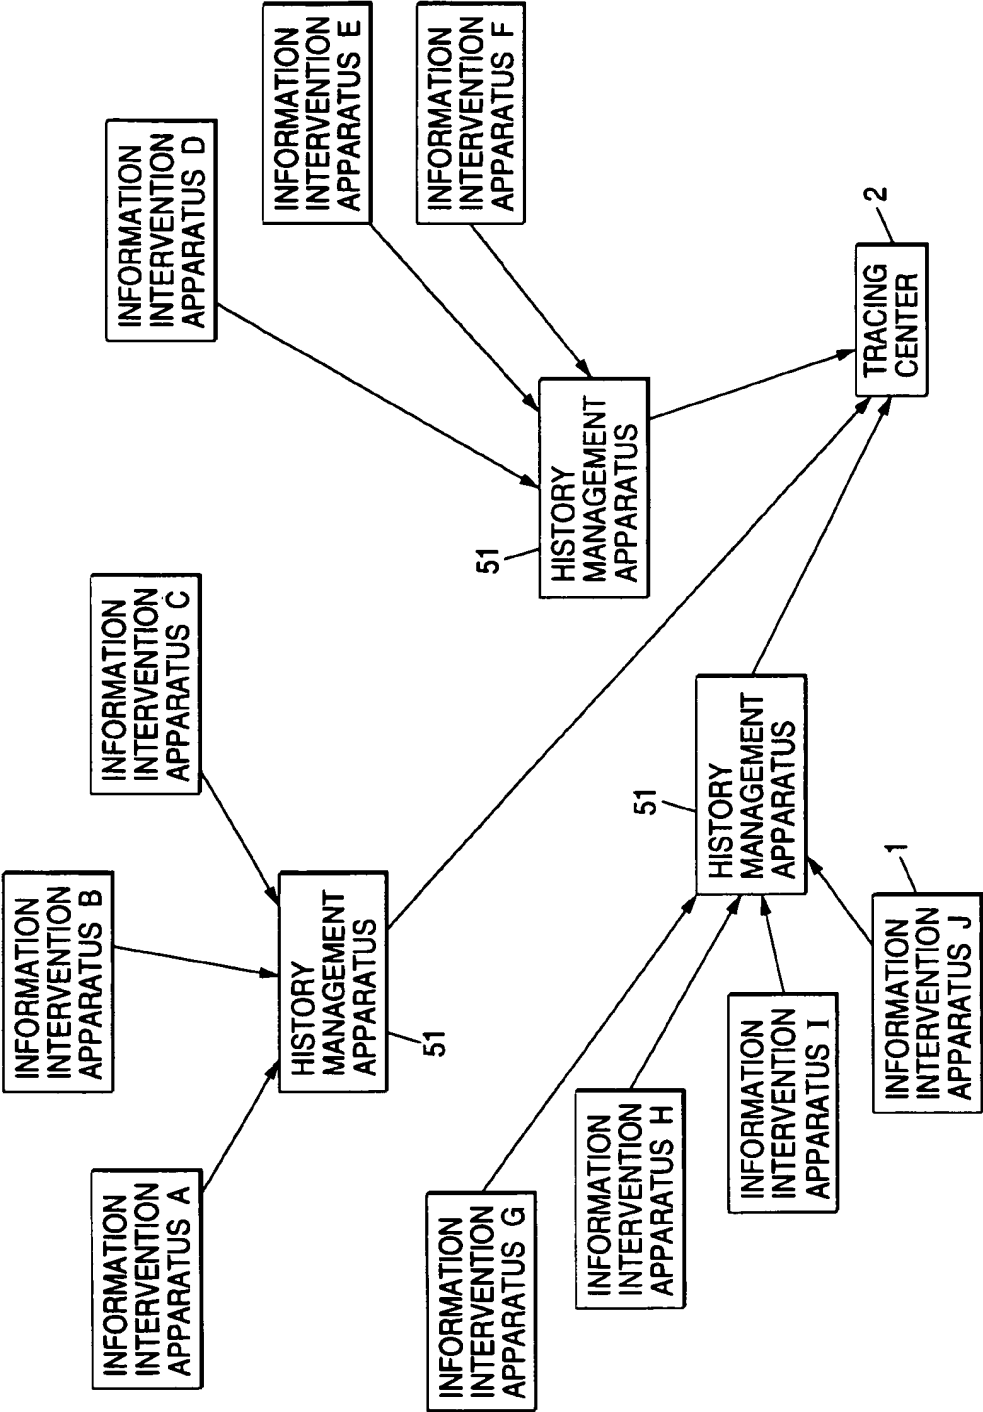 INFORMATION
INTERVENTION
APPARATUS A
INFORMATION
INTERVENTION
APPARATUS B
INFORMATION
INTERVENTION
APPARATUS C
INFORMATION
INTERVENTION
APPARATUS D
INFORMATION
INTERVENTION
APPARATUS E
INFORMATION
INTERVENTION
APPARATUS F
HISTORY
MANAGEMENT
APPARATUS
51
51
HISTORY
MANAGEMENT
APPARATUS
INFORMATION
INTERVENTION
APPARATUS G
INFORMATION
INTERVENTION
APPARATUS H
INFORMATION
INTERVENTION
APPARATUS I
INFORMATION
INTERVENTION
APPARATUS J
1
51
HISTORY
MANAGEMENT
APPARATUS
TRACING
CENTER
2